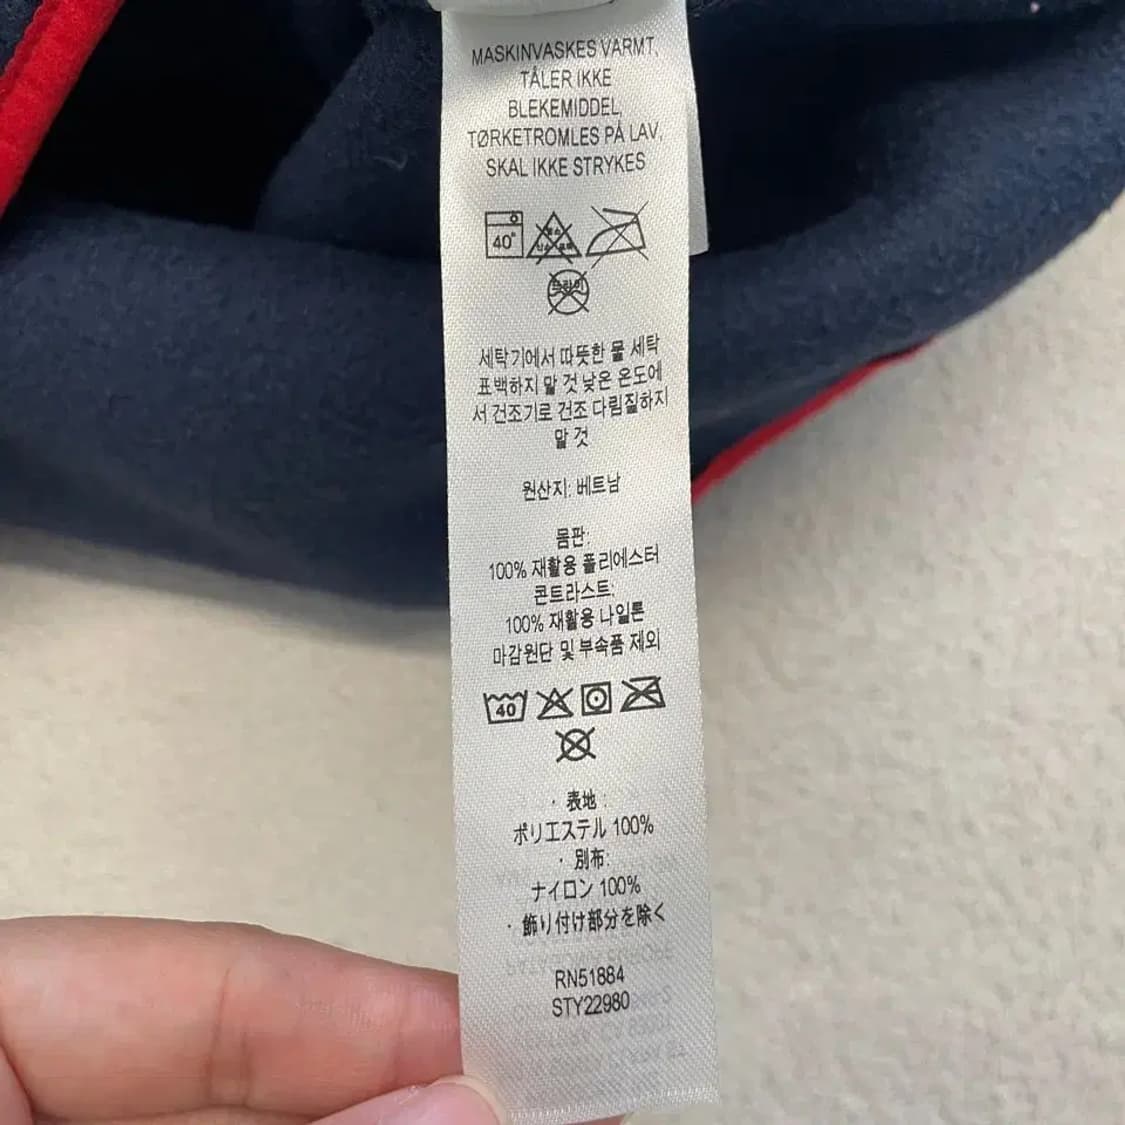 MASKINVASKES VARMT,
TÅLER IKKE
BLEKEMIDDEL,
TØRKETROMLES PÅ LAV,
SKAL IKKE STRYKES
40°
세탁기에서 따뜻한 물 세탁
표백하지 말 것 낮은 온도에
서 건조기로 건조 다림질하지
말 것
원산지: 베트남
몸판:
100% 재활용 폴리에스터
콘트라스트:
100% 재활용 나일론
마감원단 및 부속품 제외
40
· 表地 :
ポリエステル 100%
· 別布:
ナイロン 100%
· 飾り付け部分を除く
RN51884
STY22980